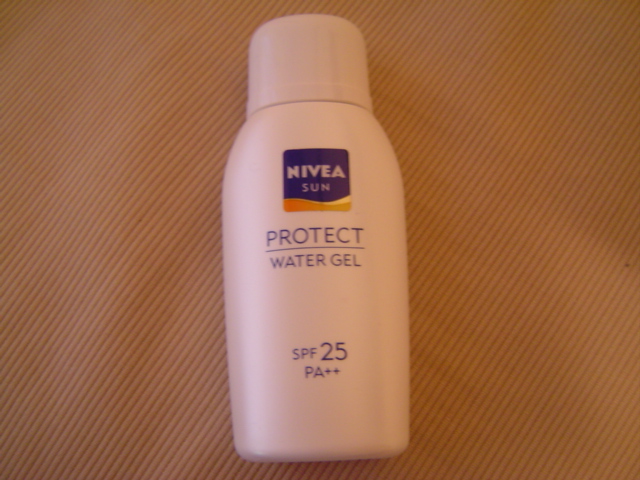 NIVEA
SUN
PROTECT
WATER GEL
SPF 25
PA++